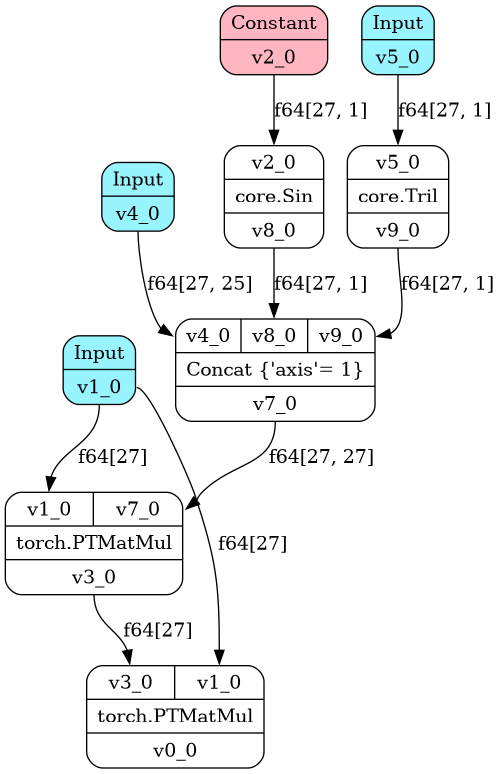 Constant
v2_0
Input
v5_0
f64[27, 1]
f64[27, 1]
v2_0
core.Sin
v8_0
v5_0
core.Tril
v9_0
Input
v4_0
f64[27, 25]
f64[27, 1]
f64[27, 1]
v4_0 v8_0 v9_0
Concat {'axis'= 1}
v7_0
Input
v1_0
f64[27]
f64[27, 27]
v1_0 v7_0
torch.PTMatMul
v3_0
f64[27]
f64[27]
v3_0 v1_0
torch.PTMatMul
v0_0